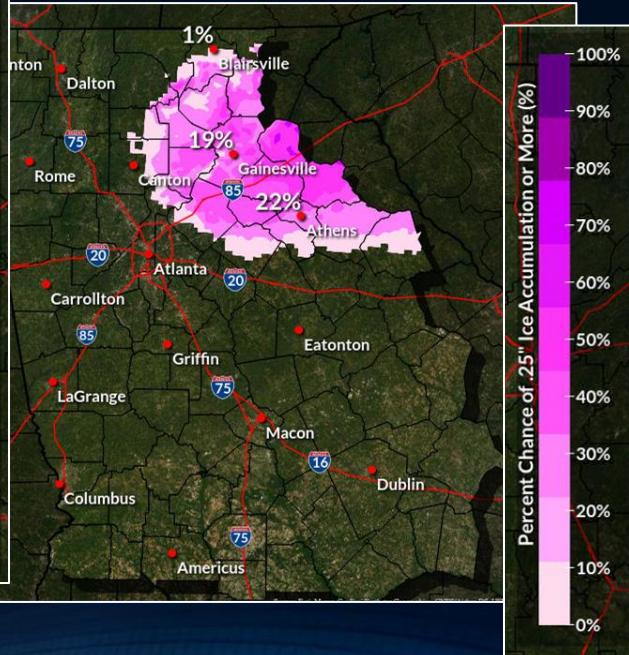 1%
Blairsville
nton
Dalton
75
19%
Gainesville
Rome
Canton
85
22%
Athens
20
Atlanta
20
Carrollton
85
Griffin
Eatonton
75
LaGrange
Macon
16
Dublin
Columbus
75
Americus
Percent Chance of .25" Ice Accumulation or More (%)
100%
90%
80%
70%
60%
50%
40%
30%
20%
10%
0%